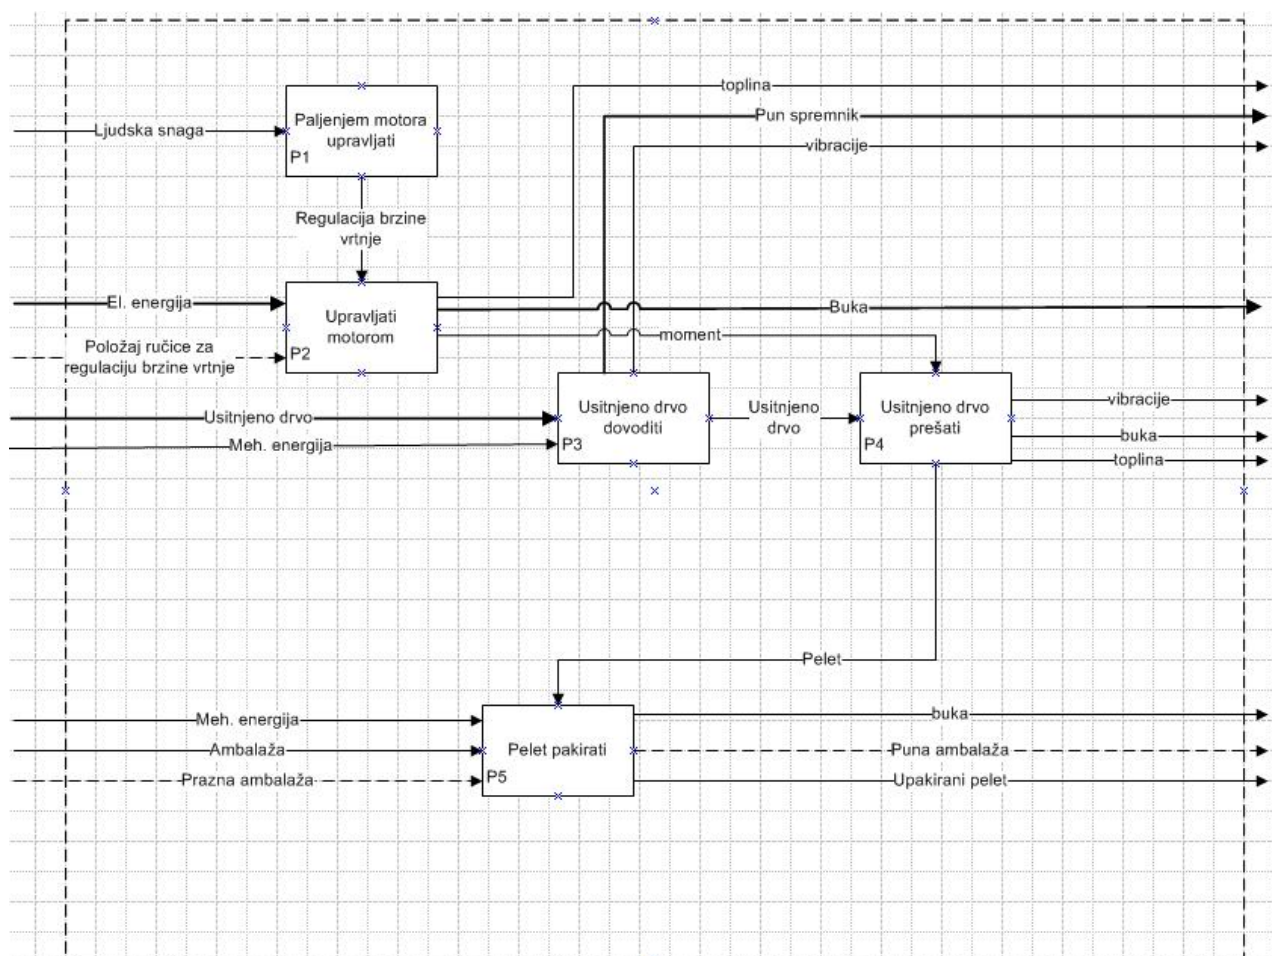 toplina
Pun spremnik
vibracije
Ljudska snaga
Paljenjem motora
upravljati
P1
Regulacija brzine
vrtnje
El. energija
Položaj ručice za
regulaciju brzine vrtnje
Upravljati
motorom
P2
Buka
moment
Usitnjeno drvo
Meh. energija
Usitnjeno drvo
dovoditi
P3
Usitnjeno
drvo
Usitnjeno drvo
prešati
P4
vibracije
buka
toplina
Pelet
Meh. energija
Ambalaža
Prazna ambalaža
Pelet pakirati
P5
buka
Puna ambalaža
Upakirani pelet